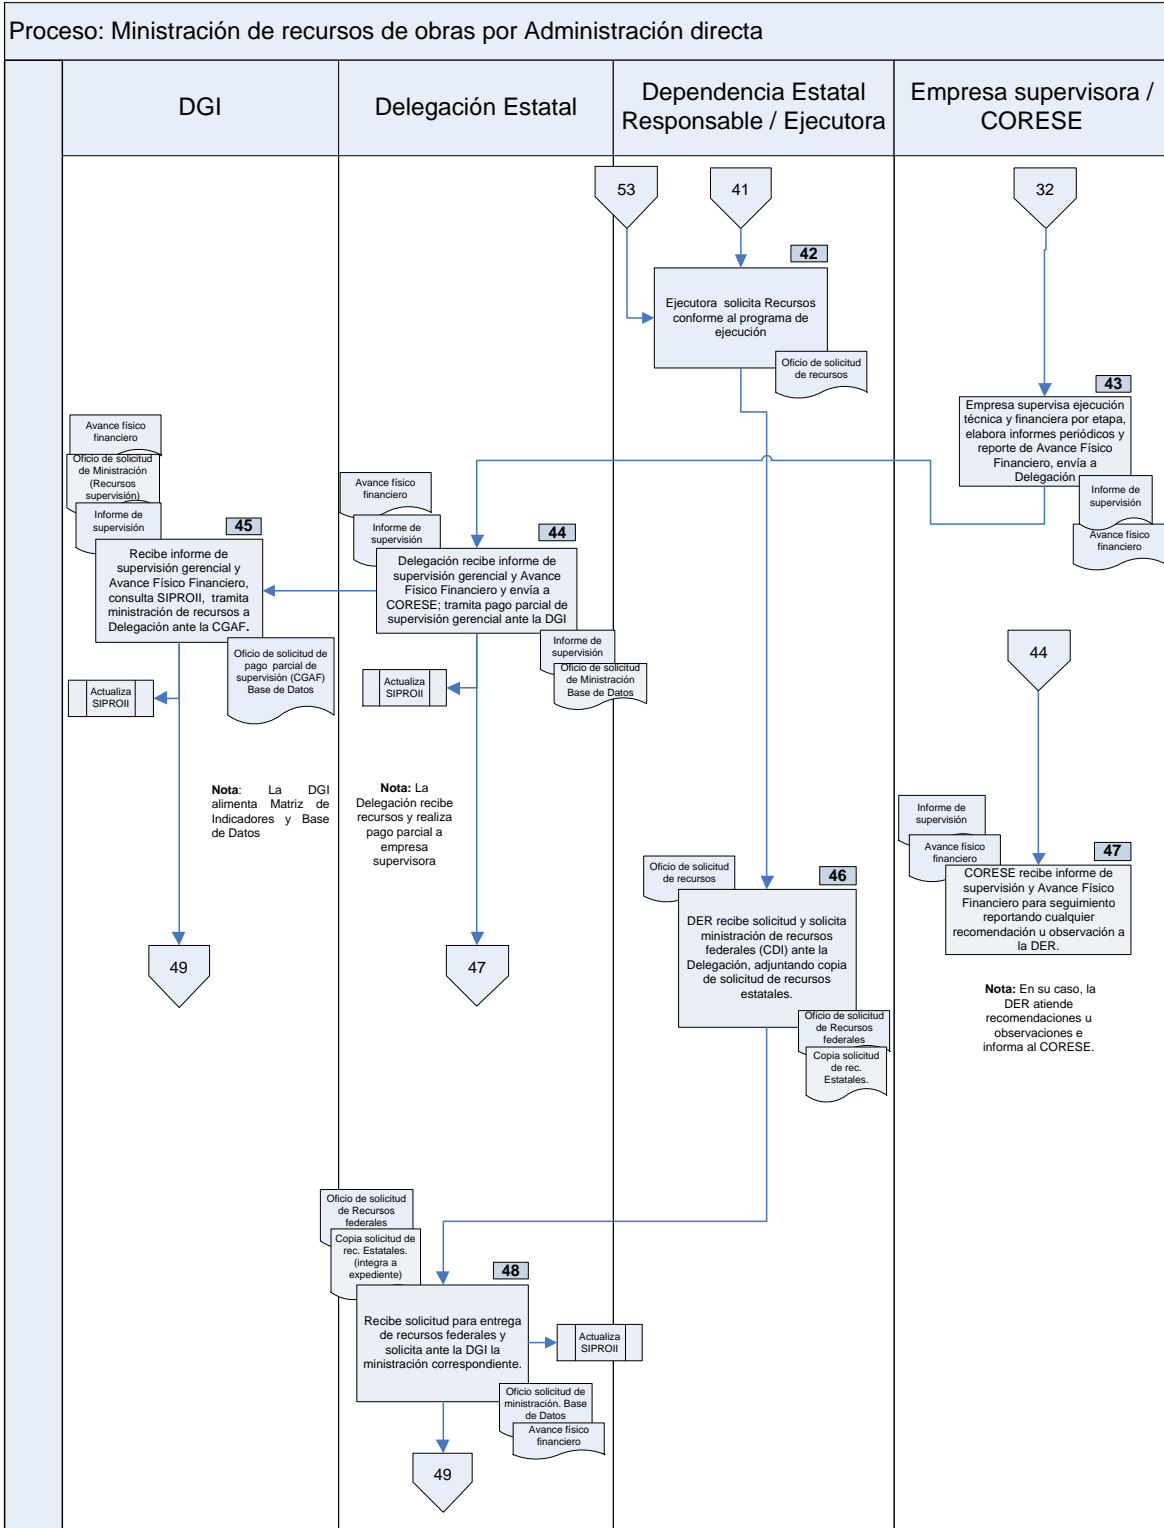 Proceso: Ministración de recursos de obras por Administración directa
DGI
Delegación Estatal
Dependencia Estatal
Responsable / Ejecutora
Empresa supervisora /
CORESE
53
41
32
42
Ejecutora solicita Recursos
conforme al programa de
ejecución
Oficio de solicitud
de recursos
43
Empresa supervisa ejecución
técnica y financiera por etapa,
elabora informes periódicos y
reporte de Avance Físico
Financiero, envía a
Delegación
Informe de
supervisión
Avance físico
financiero
Avance físico
financiero
Oficio de solicitud
de Ministración
(Recursos
supervisión)
Informe de
supervisión
45
Recibe informe de
supervisión gerencial y
Avance Físico Financiero,
consulta SIPROII, tramita
ministración de recursos a
Delegación ante la CGAF.
Oficio de solicitud de
pago parcial de
supervisión (CGAF)
Base de Datos
Actualiza
SIPROII
Avance físico
financiero
Informe de
supervisión
44
Delegación recibe informe de
supervisión gerencial y Avance
Físico Financiero y envía a
CORESE; tramita pago parcial de
supervisión gerencial ante la DGI
Informe de
supervisión
Oficio de solicitud
de Ministración
Base de Datos
Actualiza
SIPROII
44
Nota: La DGI
alimenta Matriz de
Indicadores y Base
de Datos
Nota: La
Delegación recibe
recursos y realiza
pago parcial a
empresa
supervisora
Informe de
supervisión
Avance físico
financiero
47
CORESE recibe informe de
supervisión y Avance Físico
Financiero para seguimiento
reportando cualquier
recomendación u observación a
la DER.
Nota: En su caso, la
DER atiende
recomendaciones u
observaciones e
informa al CORESE.
Oficio de solicitud
de recursos
46
DER recibe solicitud y solicita
ministración de recursos
federales (CDI) ante la
Delegación, adjuntando copia
de solicitud de recursos
estatales.
Oficio de solicitud
de Recursos
federales
Copia solicitud
de rec.
Estatales.
49
47
Oficio de solicitud
de Recursos
federales
Copia solicitud de
rec. Estatales.
(integra a
expediente)
48
Recibe solicitud para entrega
de recursos federales y
solicita ante la DGI la
ministración correspondiente.
Actualiza
SIPROII
Oficio solicitud de
ministración. Base
de Datos
Avance físico
financiero
49